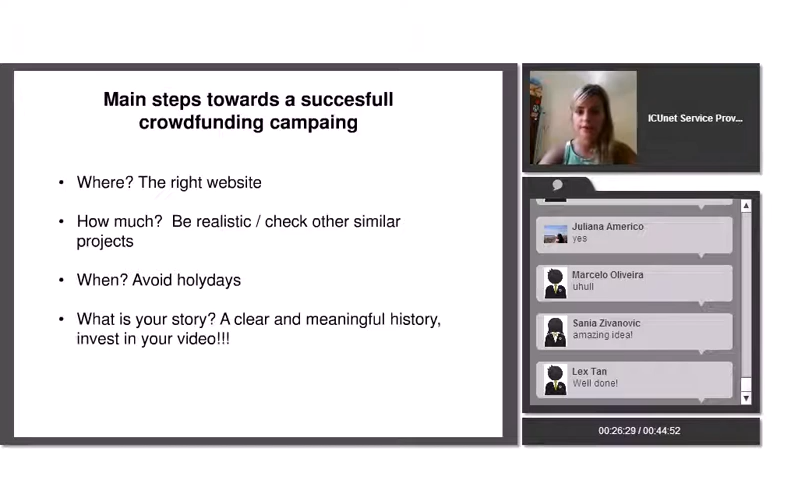 Main steps towards a succesfull
crowdfunding campaing
• Where? The right website
• How much? Be realistic / check other similar
projects
• When? Avoid holydays
• What is your story? A clear and meaningful history,
invest in your video!!!
ICUnet Service Prov...
Juliana Americo
yes
Marcelo Oliveira
uhull
Sania Zivanovic
amazing idea!
Lex Tan
Well done!
00:26:29 / 00:44:52